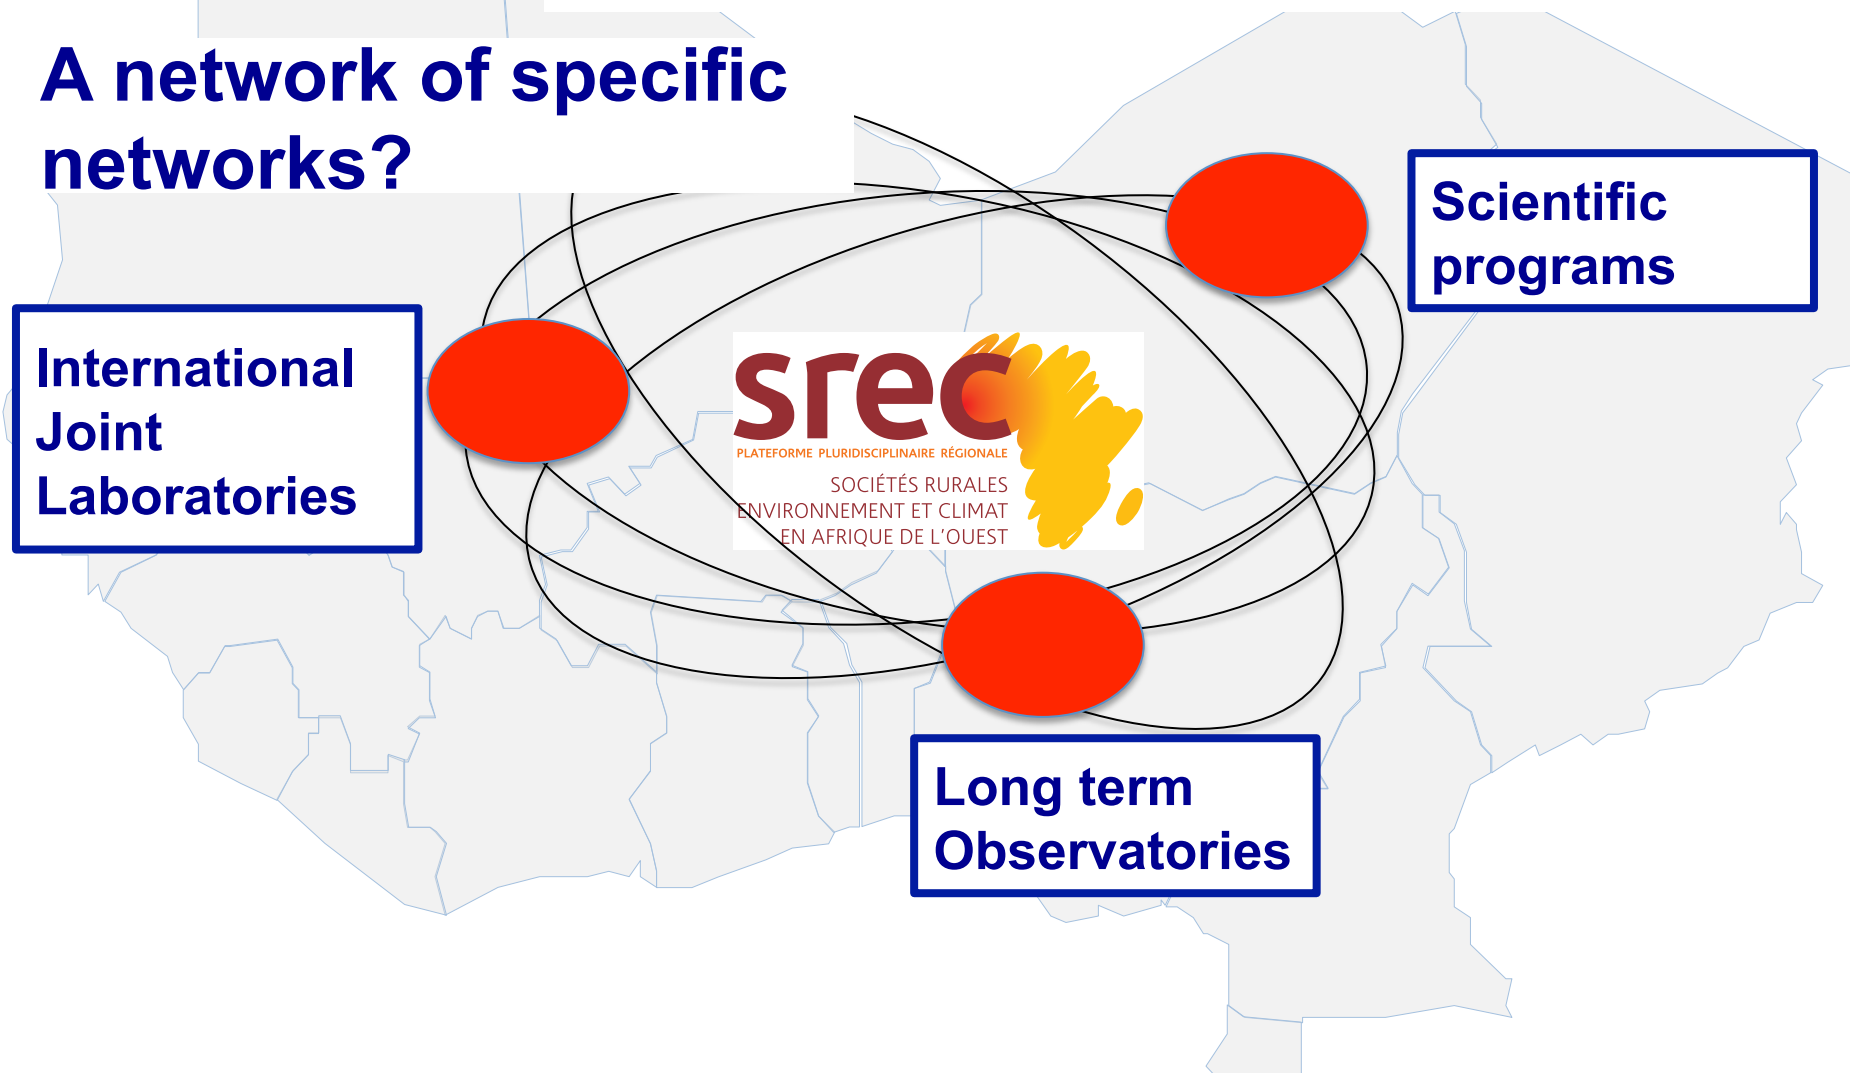 A network of specific
networks?
Scientific
programs
International
Joint
Laboratories
srec
PLATEFORME PLURIDISCIPLINAIRE RÉGIONALE
SOCIÉTÉS RURALES
ENVIRONNEMENT ET CLIMAT
EN AFRIQUE DE L'OUEST
Long term
Observatories